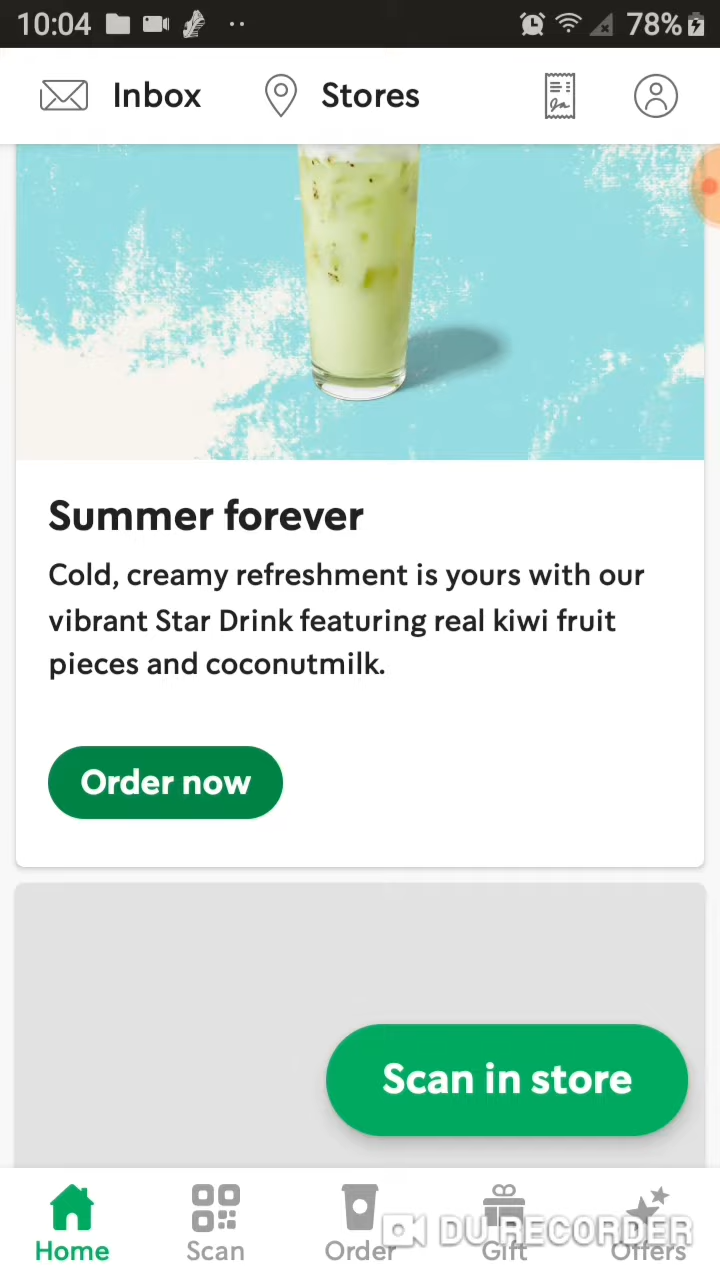 10:04
78%
Inbox
Stores
Summer forever
Cold, creamy refreshment is yours with our
vibrant Star Drink featuring real kiwi fruit
pieces and coconutmilk.
Order now
Scan in store
Home
Scan
Order
Gift
Offers
DU RECORDER